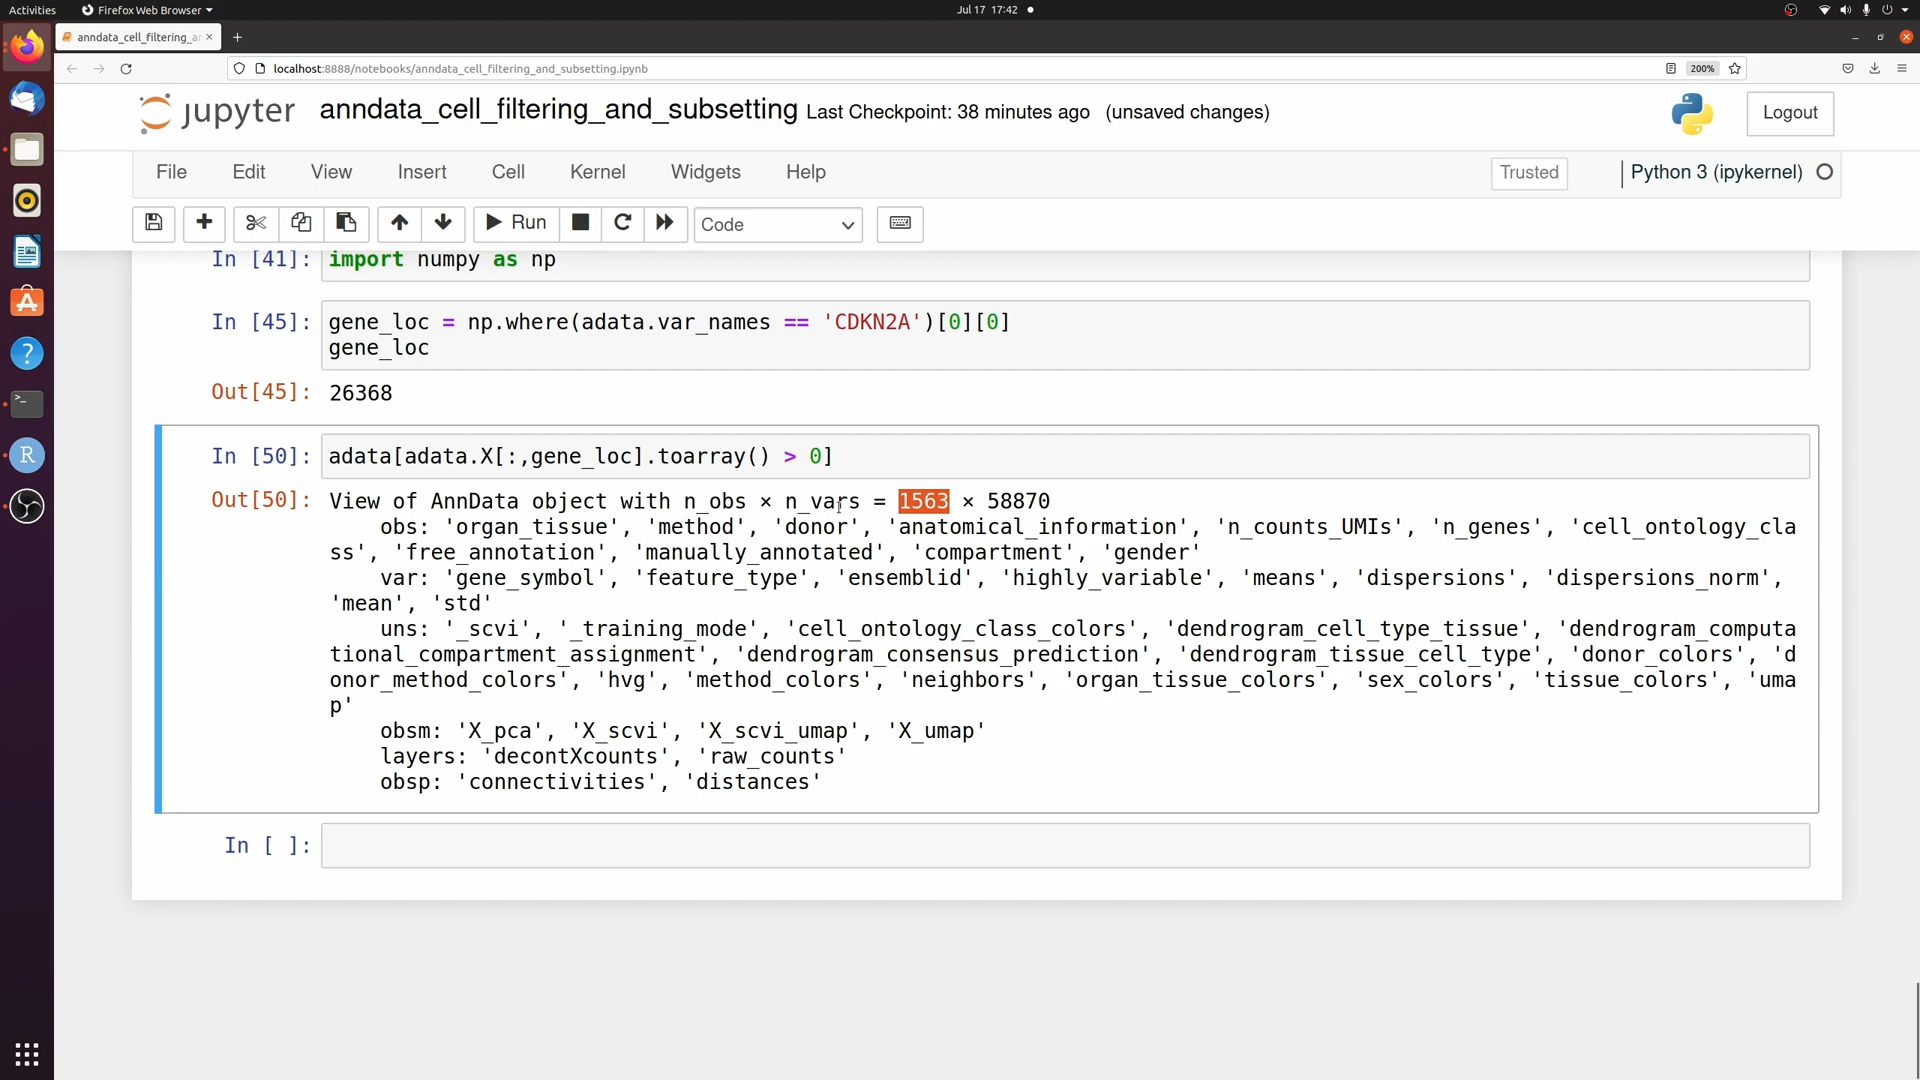 Activities
Firefox Web Browser
Jul 17 17:42
anndata_cell_filtering_a
localhost:8888/notebooks/anndata_cell_filtering_and_subsetting.ipynb
200%
jupyter anndata_cell_filtering_and_subsetting Last Checkpoint: 38 minutes ago (unsaved changes)
Logout
File Edit View Insert Cell Kernel Widgets Help
Trusted
Python 3 (ipykernel)
Run
Code
In [41]: import numpy as np
In [45]: gene_loc = np.where(adata.var_names == 'CDKN2A')[0][0]
gene_loc
Out[45]: 26368
In [50]: adata[adata.X[:,gene_loc].toarray() > 0]
Out[50]: View of AnnData object with n_obs × n_vars = 1563 × 58870
obs: 'organ_tissue', 'method', 'donor', 'anatomical_information', 'n_counts_UMIs', 'n_genes', 'cell_ontology_cla
ss', 'free_annotation', 'manually_annotated', 'compartment', 'gender'
var: 'gene_symbol', 'feature_type', 'ensemblid', 'highly_variable', 'means', 'dispersions', 'dispersions_norm',
'mean', 'std'
uns: '_scvi', '_training_mode', 'cell_ontology_class_colors', 'dendrogram_cell_type_tissue', 'dendrogram_computa
tional_compartment_assignment', 'dendrogram_consensus_prediction', 'dendrogram_tissue_cell_type', 'donor_colors', 'd
onor_method_colors', 'hvg', 'method_colors', 'neighbors', 'organ_tissue_colors', 'sex_colors', 'tissue_colors', 'uma
p'
obsm: 'X_pca', 'X_scvi', 'X_scvi_umap', 'X_umap'
layers: 'decontXcounts', 'raw_counts'
obsp: 'connectivities', 'distances'
In [ ]: